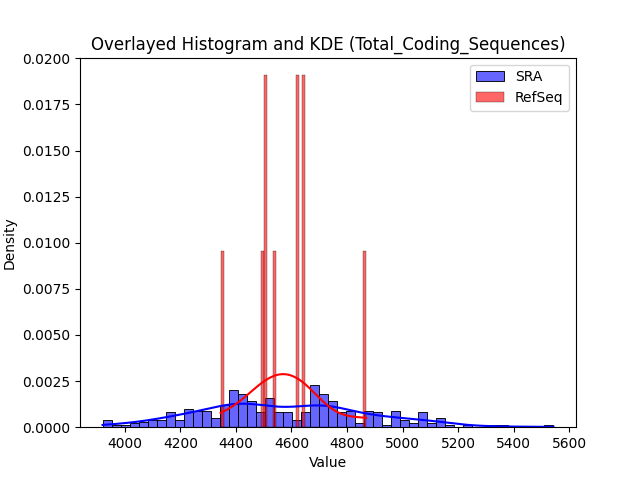 Overlayed Histogram and KDE (Total_Coding_Sequences)
SRA
RefSeq
0.0200
0.0175
0.0150
0.0125
0.0100
0.0075
0.0050
0.0025
0.0000
Density
4000 4200 4400 4600 4800 5000 5200 5400 5600
Value